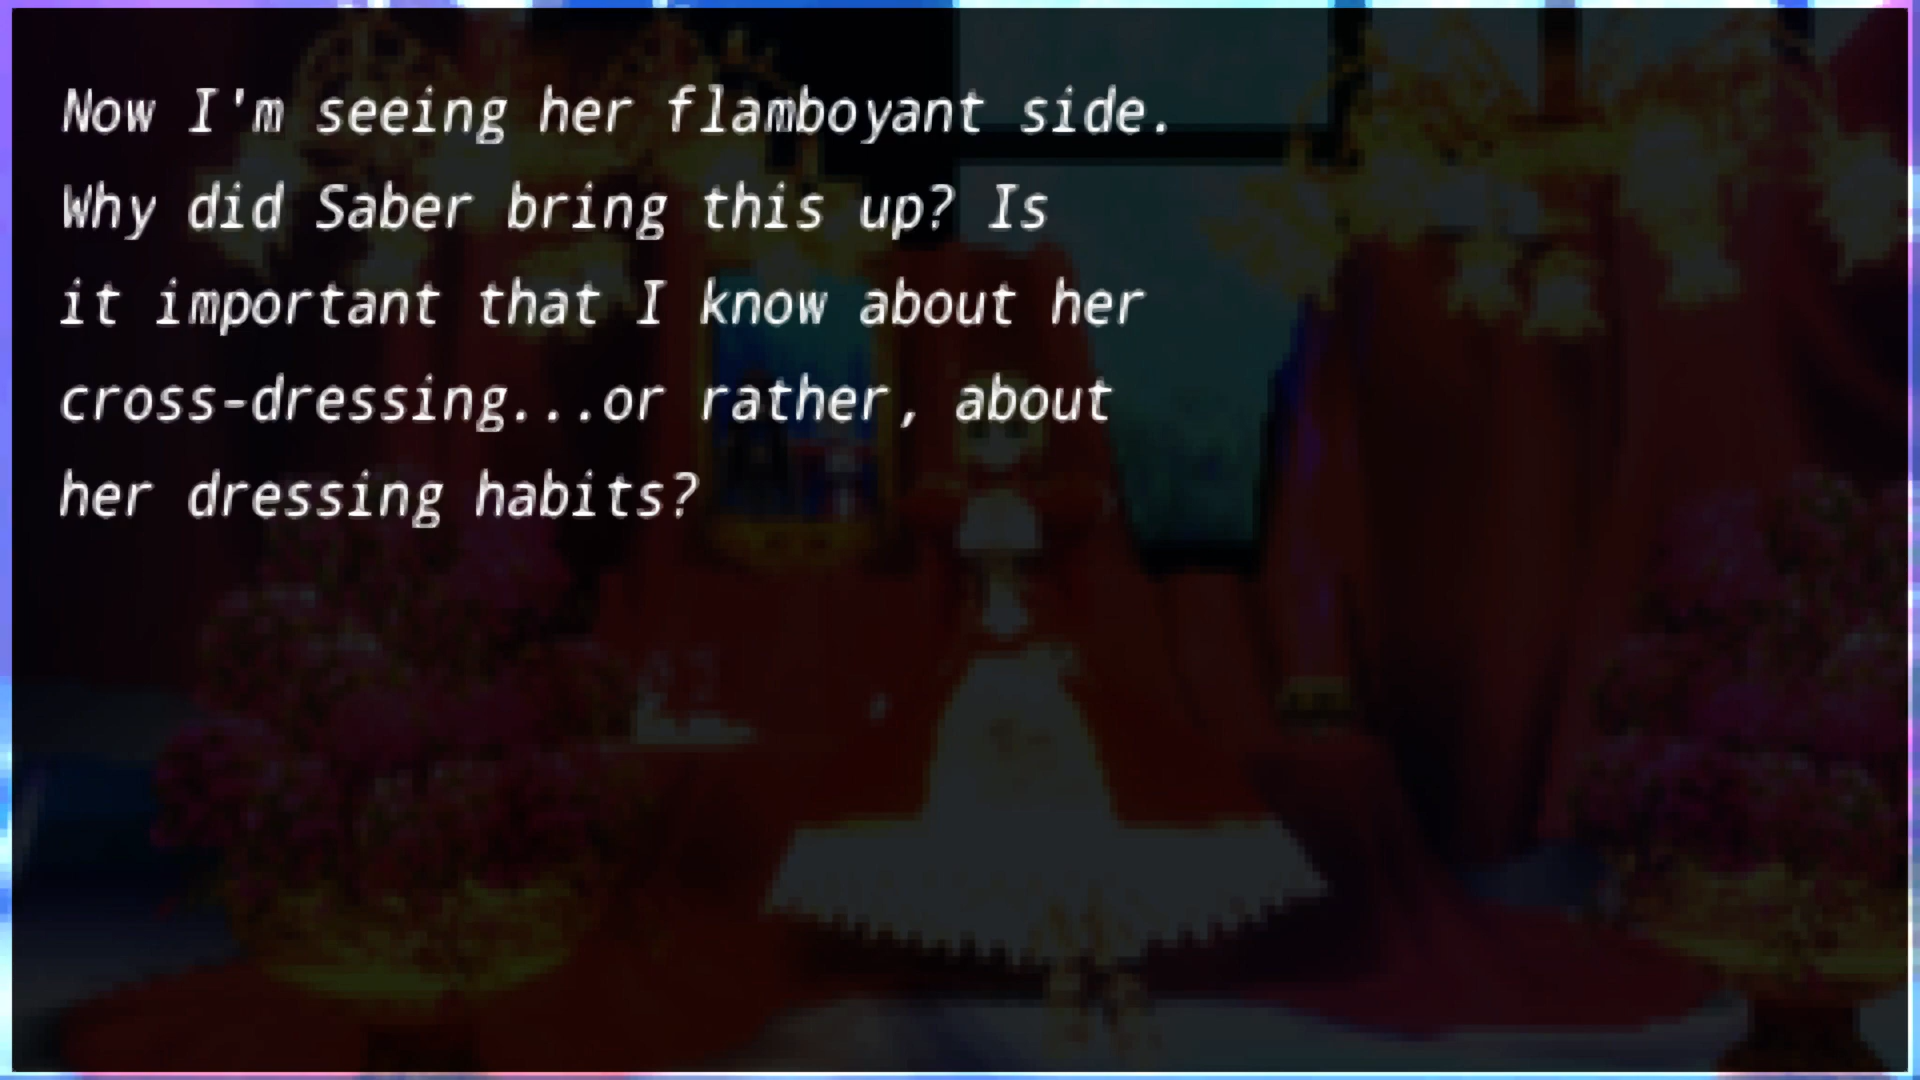 Now I'm seeing her flamboyant side.
Why did Saber bring this up? Is
it important that I know about her
cross-dressing...or rather, about
her dressing habits?